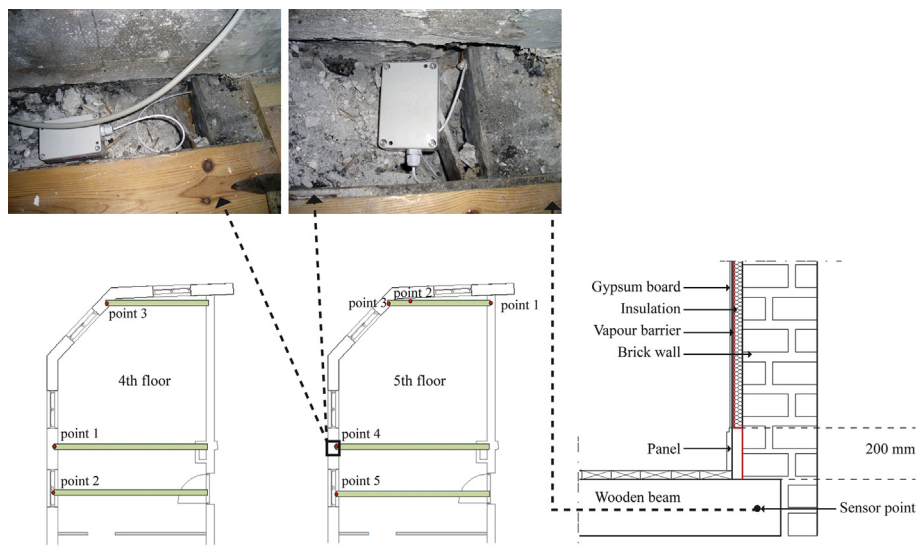 4th floor
point 3
point 1
point 2
5th floor
point 2
point 3
point 1
point 4
point 5
Gypsum board
Insulation
Vapour barrier
Brick wall
Panel
200 mm
Wooden beam
Sensor point